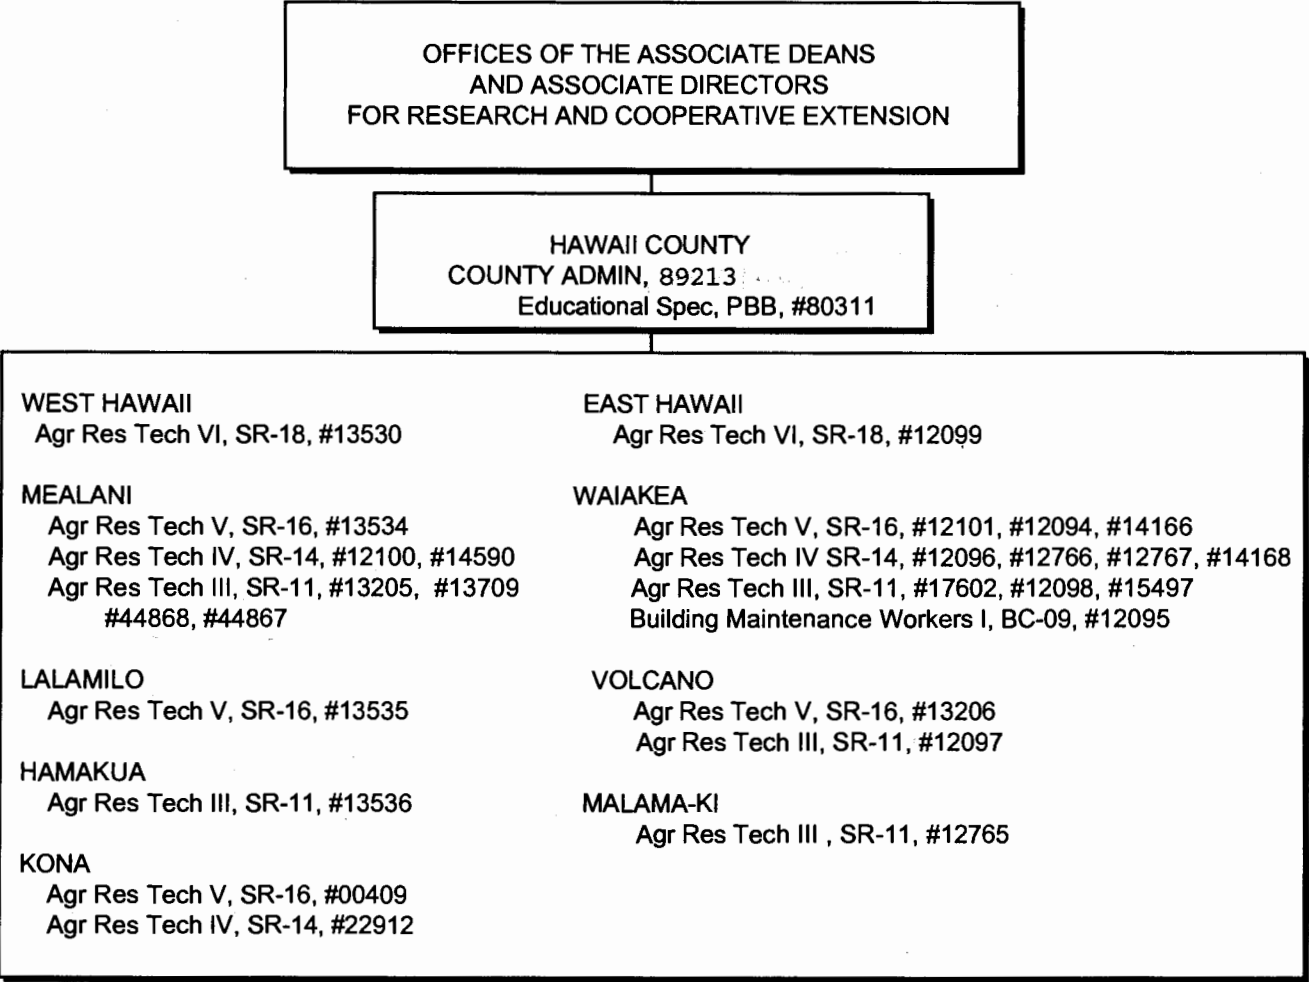 OFFICES OF THE ASSOCIATE DEANS
AND ASSOCIATE DIRECTORS
FOR RESEARCH AND COOPERATIVE EXTENSION
HAWAII COUNTY
COUNTY ADMIN, 89213
Educational Spec, PBB, #80311
WEST HAWAII
Agr Res Tech VI, SR-18, #13530
MEALANI
Agr Res Tech V, SR-16, #13534
Agr Res Tech IV, SR-14, #12100, #14590
Agr Res Tech III, SR-11, #13205, #13709
#44868, #44867
LALAMILO
Agr Res Tech V, SR-16, #13535
HAMAKUA
Agr Res Tech III, SR-11, #13536
KONA
Agr Res Tech V, SR-16, #00409
Agr Res Tech IV, SR-14, #22912
EAST HAWAII
Agr Res Tech VI, SR-18, #12099
WAIAKEA
Agr Res Tech V, SR-16, #12101, #12094, #14166
Agr Res Tech IV SR-14, #12096, #12766, #12767, #14168
Agr Res Tech III, SR-11, #17602, #12098, #15497
Building Maintenance Workers I, BC-09, #12095
VOLCANO
Agr Res Tech V, SR-16, #13206
Agr Res Tech III, SR-11, #12097
MALAMA-KI
Agr Res Tech III , SR-11, #12765